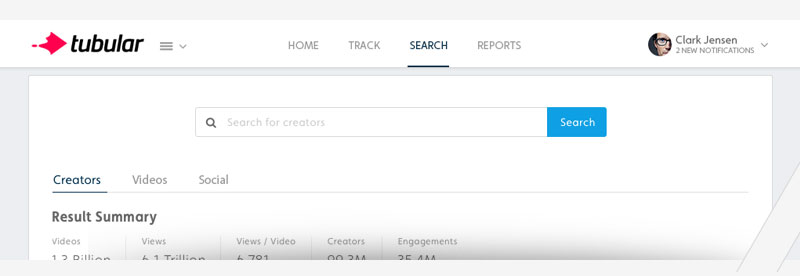 tubular
HOME TRACK SEARCH REPORTS
Clark Jensen
2 NEW NOTIFICATIONS
Search for creators
Search
Creators Videos Social
Result Summary
Videos Views Views / Video Creators Engagements
1.3 Billion 6.1 Trillion 6,781 99.3M 35.4M